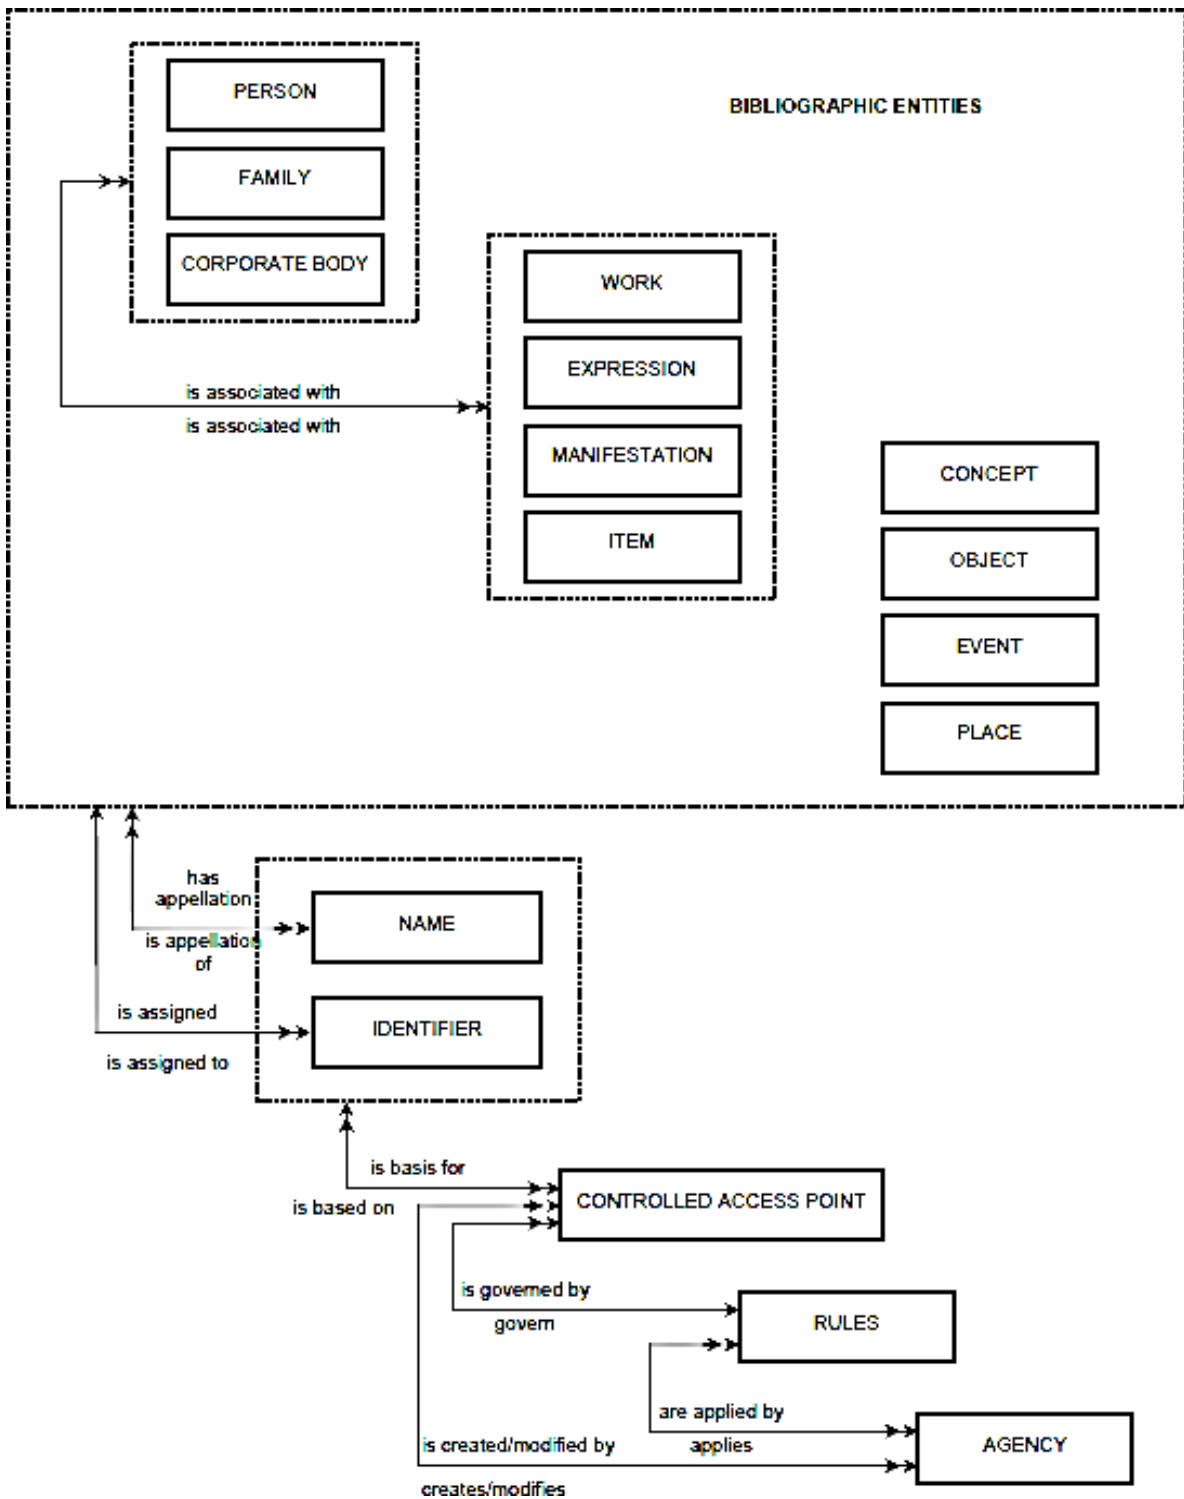 PERSON
BIBLIOGRAPHIC ENTITIES
FAMILY
CORPORATE BODY
WORK
EXPRESSION
is associated with
is associated with
MANIFESTATION
CONCEPT
ITEM
OBJECT
EVENT
PLACE
has
appellation
NAME
is appellation
of
is assigned
IDENTIFIER
is assigned to
is basis for
is based on
CONTROLLED ACCESS POINT
is governed by
govern
RULES
are applied by
applies
is created/modified by
AGENCY
creates/modifies